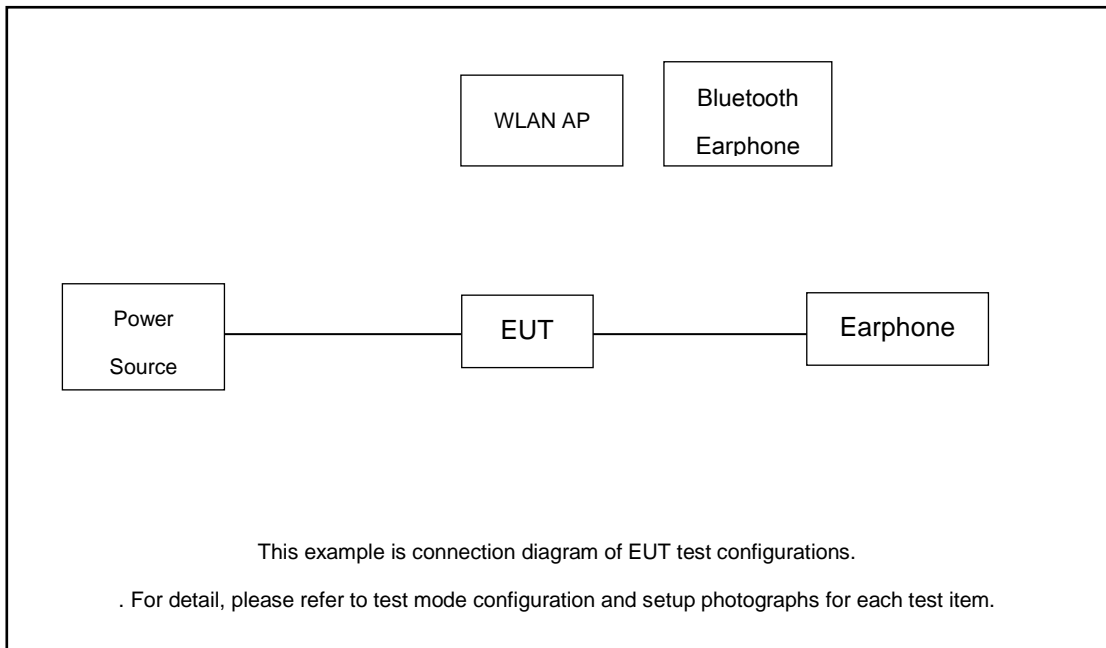 WLAN AP
Bluetooth
Earphone
Power
Source
EUT
Earphone
This example is connection diagram of EUT test configurations.
. For detail, please refer to test mode configuration and setup photographs for each test item.